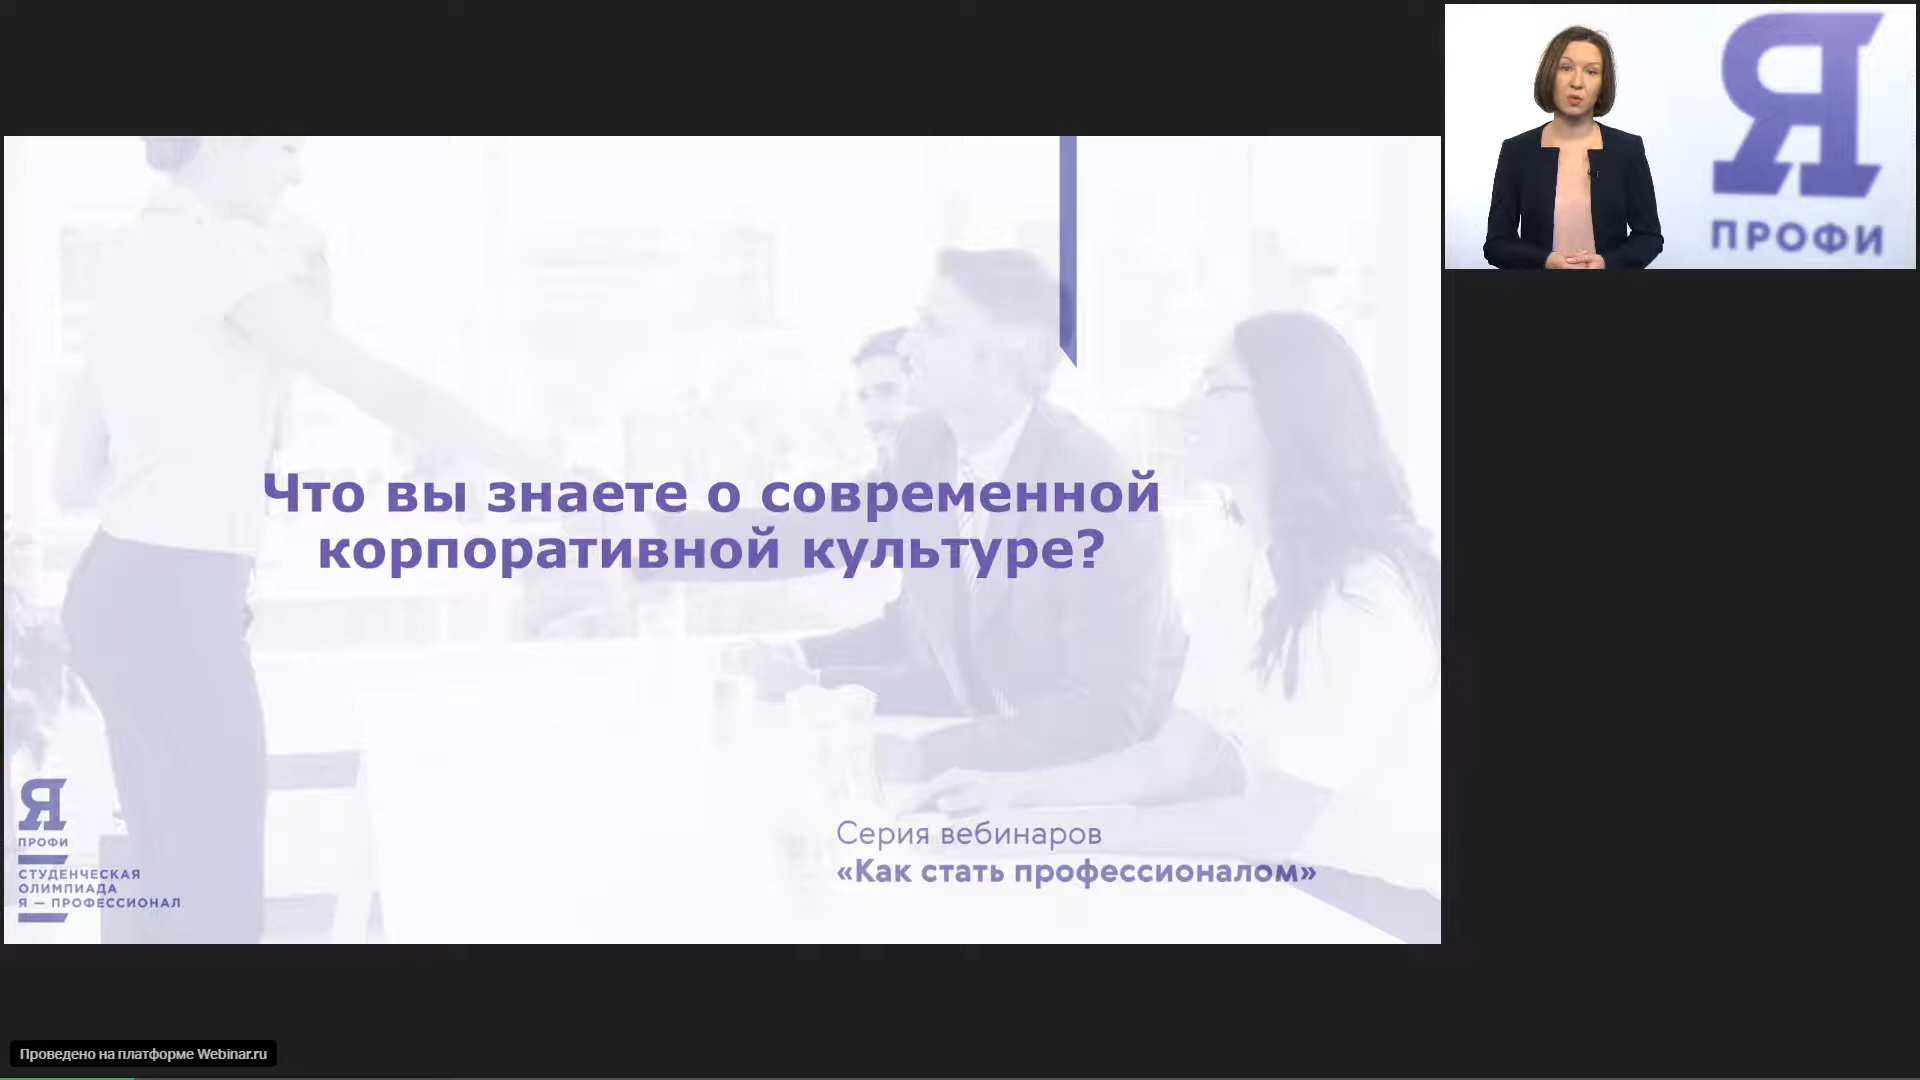 Я
ПРОФИ
Что вы знаете о современной
корпоративной культуре?
Серия вебинаров
«Как стать профессионалом»
Я
ПРОФИ
СТУДЕНЧЕСКАЯ
ОЛИМПИАДА
Я — ПРОФЕССИОНАЛ
Проведено на платформе Webinar.ru